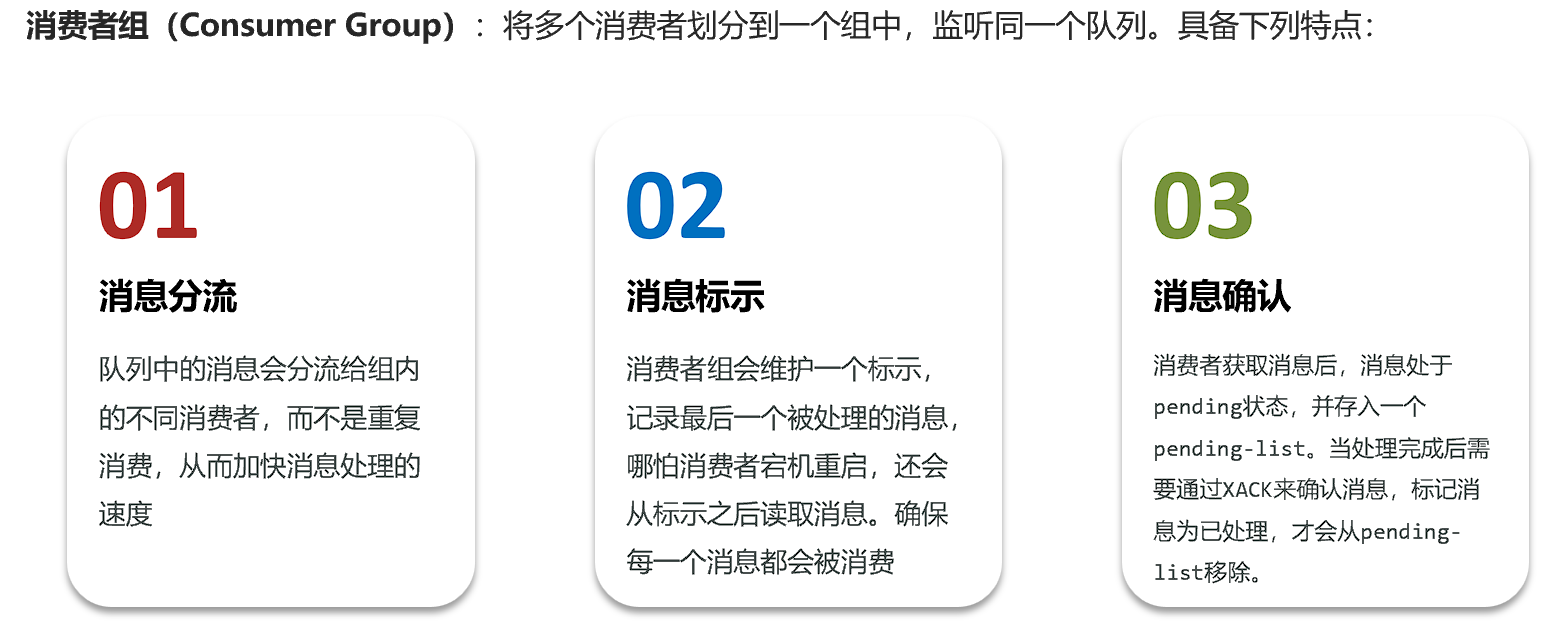 消费者组（Consumer Group）：将多个消费者划分到一个组中，监听同一个队列。具备下列特点：
01
消息分流
队列中的消息会分流给组内
的不同消费者，而不是重复
消费，从而加快消息处理的
速度
02
消息标示
消费者组会维护一个标示，
记录最后一个被处理的消息，
哪怕消费者宕机重启，还会
从标示之后读取消息。确保
每一个消息都会被消费
03
消息确认
消费者获取消息后，消息处于
pending状态，并存入一个
pending-list。当处理完成后需
要通过XACK来确认消息，标记消
息为已处理，才会从pending-
list移除。